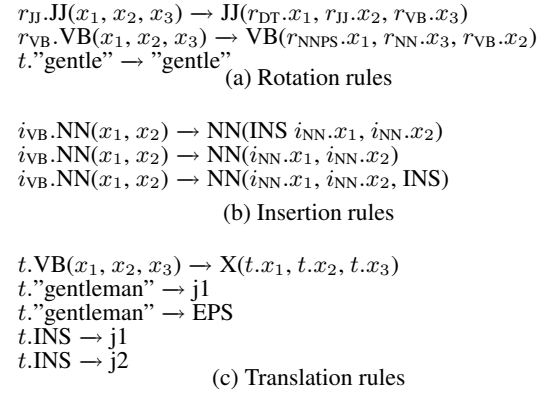 r_JJ.JJ(x₁, x₂, x₃) → JJ(r_DT.x₁, r_JJ.x₂, r_VB.x₃)
r_VB.VB(x₁, x₂, x₃) → VB(r_NNPS.x₁, r_NN.x₃, r_VB.x₂)
t.”gentle” → ”gentle”
(a) Rotation rules
i_VB.NN(x₁, x₂) → NN(INS i_NN.x₁, i_NN.x₂)
i_VB.NN(x₁, x₂) → NN(i_NN.x₁, i_NN.x₂)
i_VB.NN(x₁, x₂) → NN(i_NN.x₁, i_NN.x₂, INS)
(b) Insertion rules
t.VB(x₁, x₂, x₃) → X(t.x₁, t.x₂, t.x₃)
t.”gentleman” → j1
t.”gentleman” → EPS
t.INS → j1
t.INS → j2
(c) Translation rules